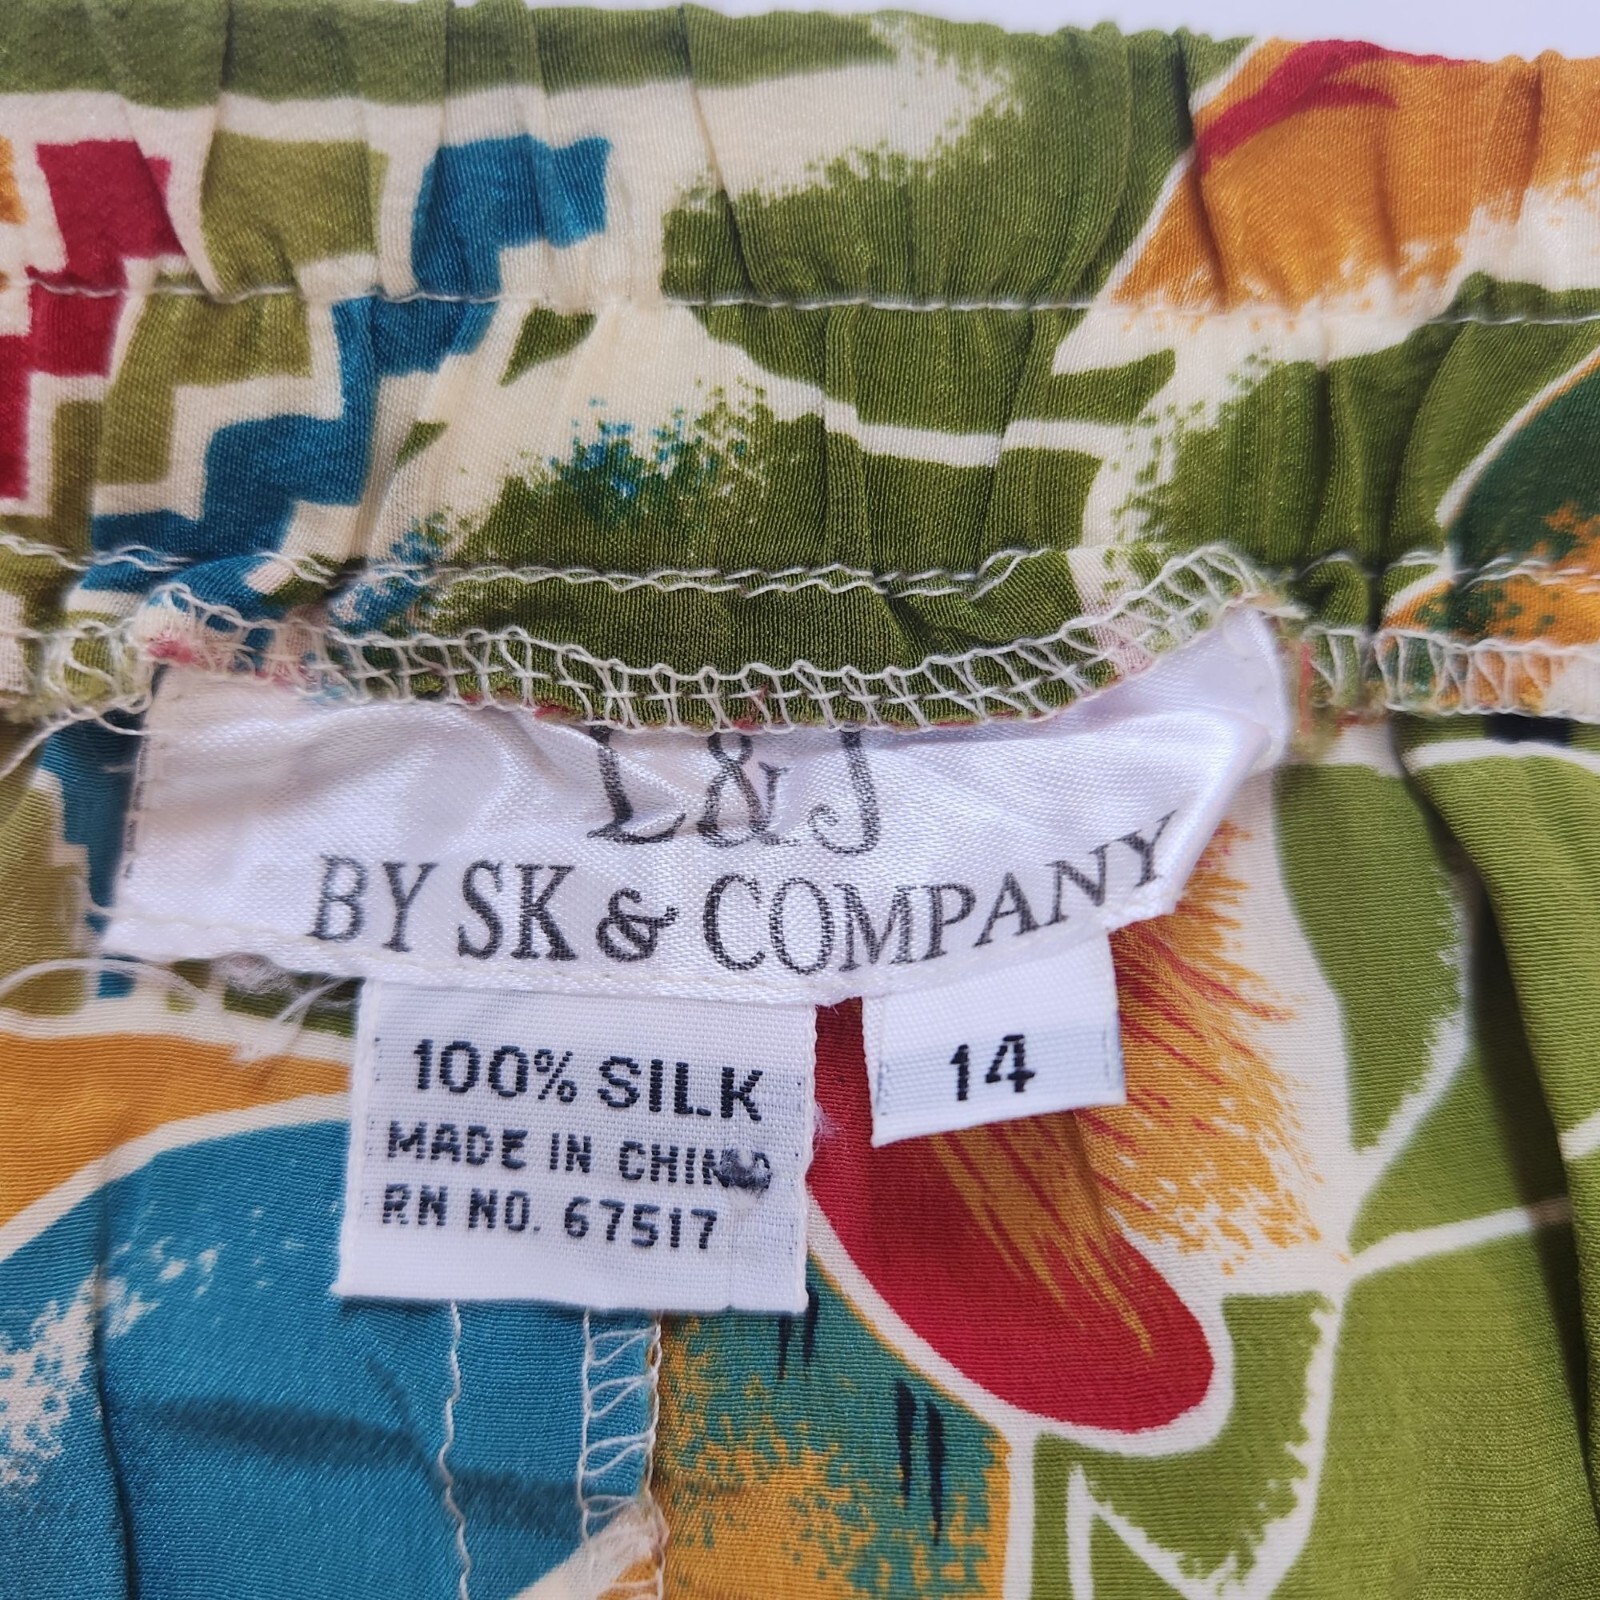 L&J
BY SK & COMPANY
100% SILK
MADE IN CHINA
RN NO. 67517
14